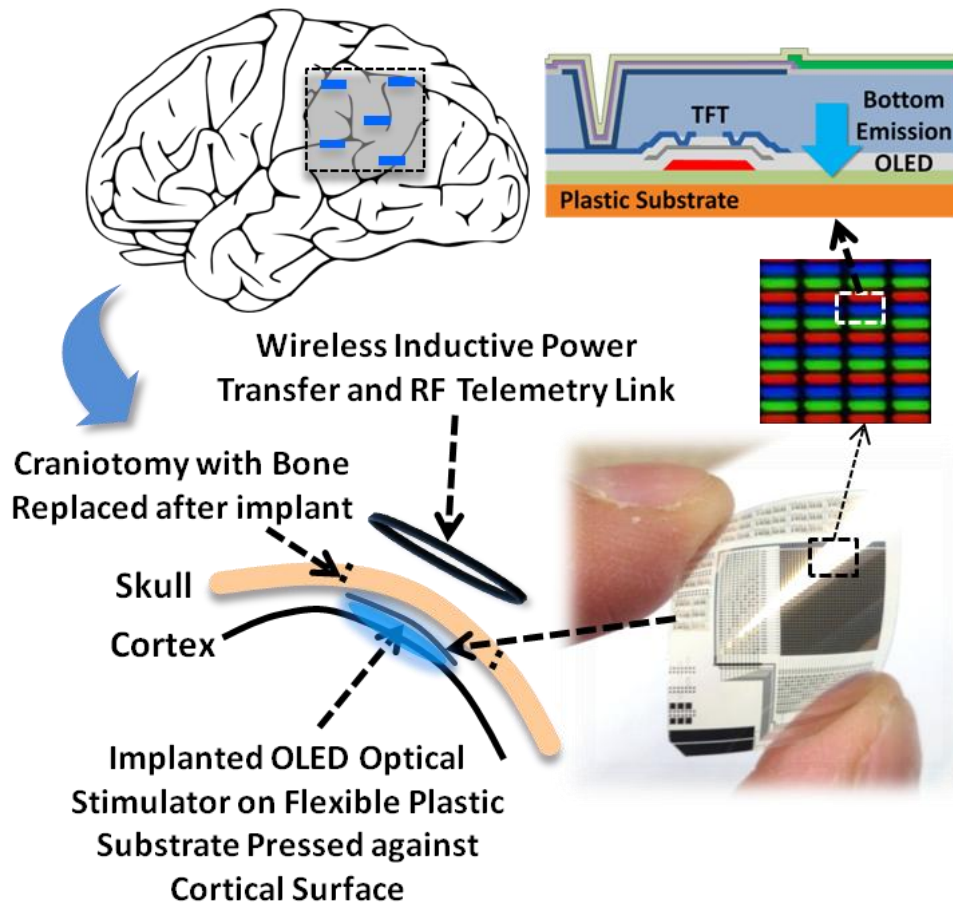 TFT
Bottom
Emission
OLED
Plastic Substrate
Wireless Inductive Power
Transfer and RF Telemetry Link
Craniotomy with Bone
Replaced after implant
Skull
Cortex
Implanted OLED Optical
Stimulator on Flexible Plastic
Substrate Pressed against
Cortical Surface